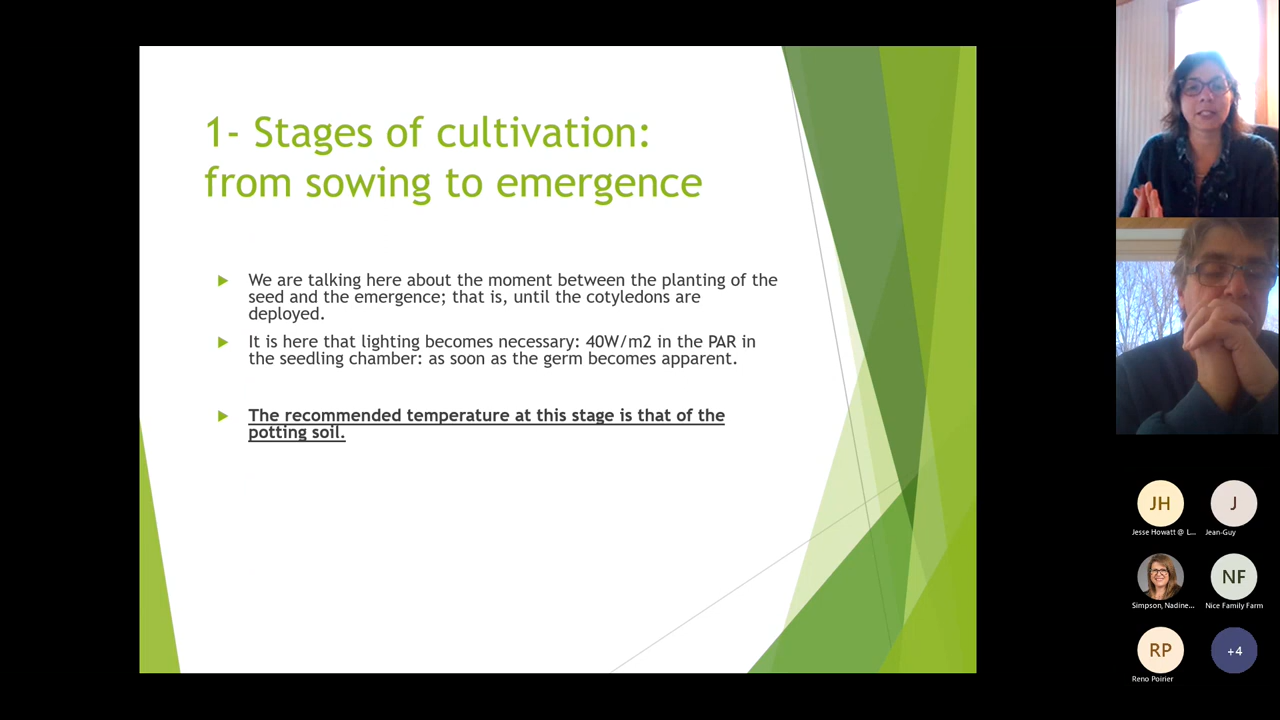 1- Stages of cultivation:
from sowing to emergence
We are talking here about the moment between the planting of the
seed and the emergence; that is, until the cotyledons are
deployed.
It is here that lighting becomes necessary: 40W/m2 in the PAR in
the seedling chamber: as soon as the germ becomes apparent.
The recommended temperature at this stage is that of the
potting soil.
JH
J
Jesse Howatt @ L...
Jean-Guy
NF
Simpson, Nadine...
Nice Family Farm
RP
+4
Reno Poirier